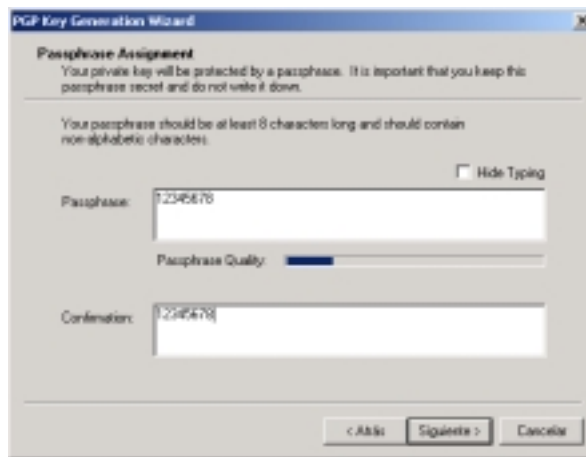 PGP Key Generation Wizard
Passphrase Assignment
Your private key will be protected by a passphrase. It is important that you keep this
passphrase secret and do not write it down.
Your passphrase should be at least 8 characters long and should contain
non-alphabetic characters.
Hide Typing
Passphrase:
12345678
Passphrase Quality:
Confirmation:
12345678
< Atrás
Siguiente >
Cancelar